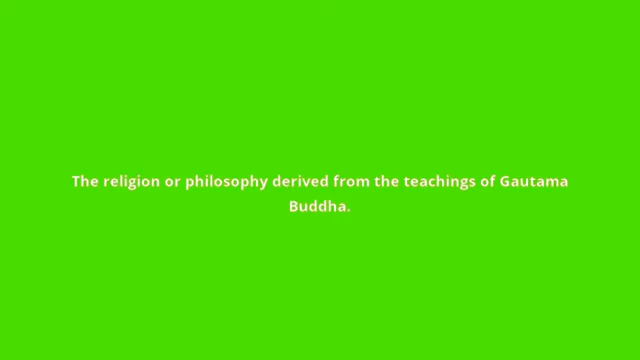 The religion or philosophy derived from the teachings of Gautama
Buddha.